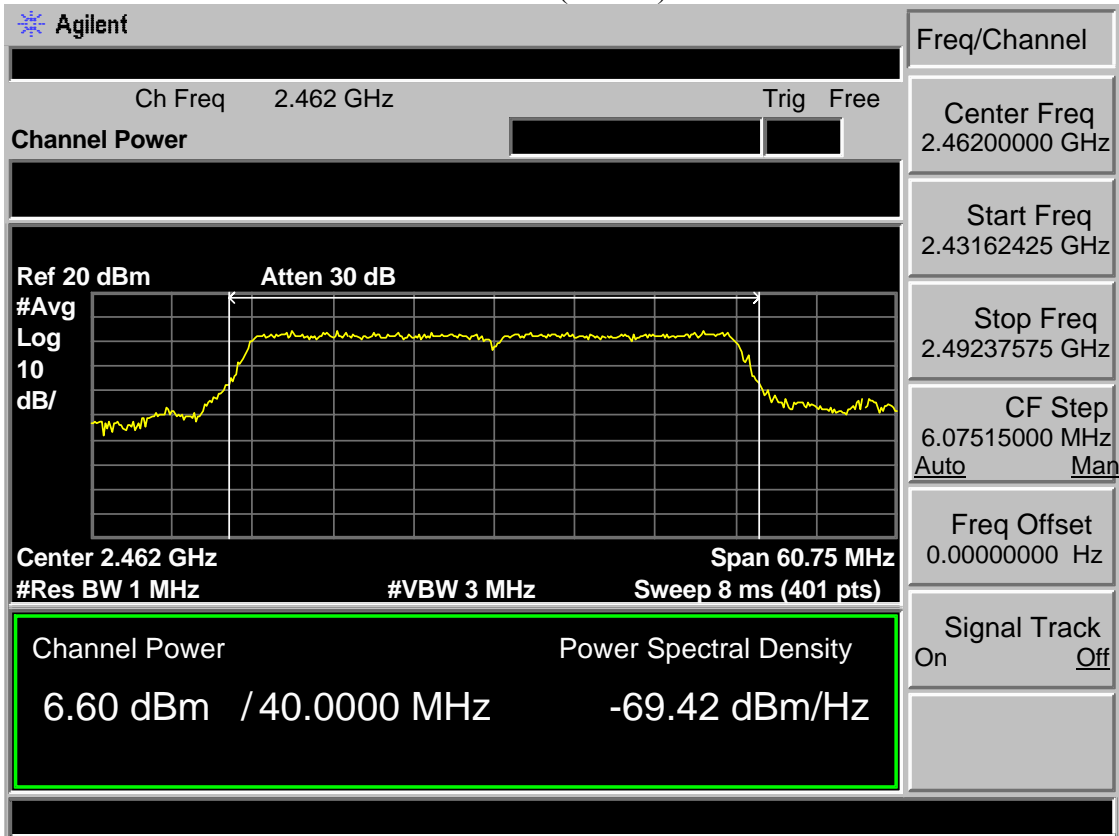 Agilent
Freq/Channel
Ch Freq 2.462 GHz Trig Free
Channel Power
Center Freq
2.46200000 GHz
Start Freq
2.43162425 GHz
Ref 20 dBm Atten 30 dB
#Avg
Log
10
dB/
Stop Freq
2.49237575 GHz
CF Step
6.07515000 MHz
Auto Man
Freq Offset
0.00000000 Hz
Center 2.462 GHz Span 60.75 MHz
#Res BW 1 MHz #VBW 3 MHz Sweep 8 ms (401 pts)
Signal Track
On Off
Channel Power Power Spectral Density
6.60 dBm / 40.0000 MHz -69.42 dBm/Hz